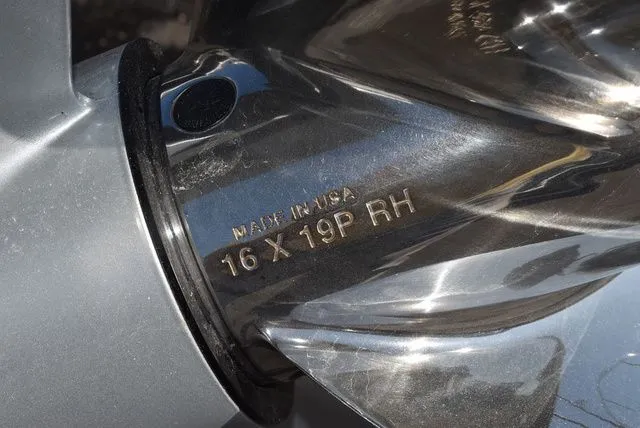 MADE IN USA
16 X 19P RH